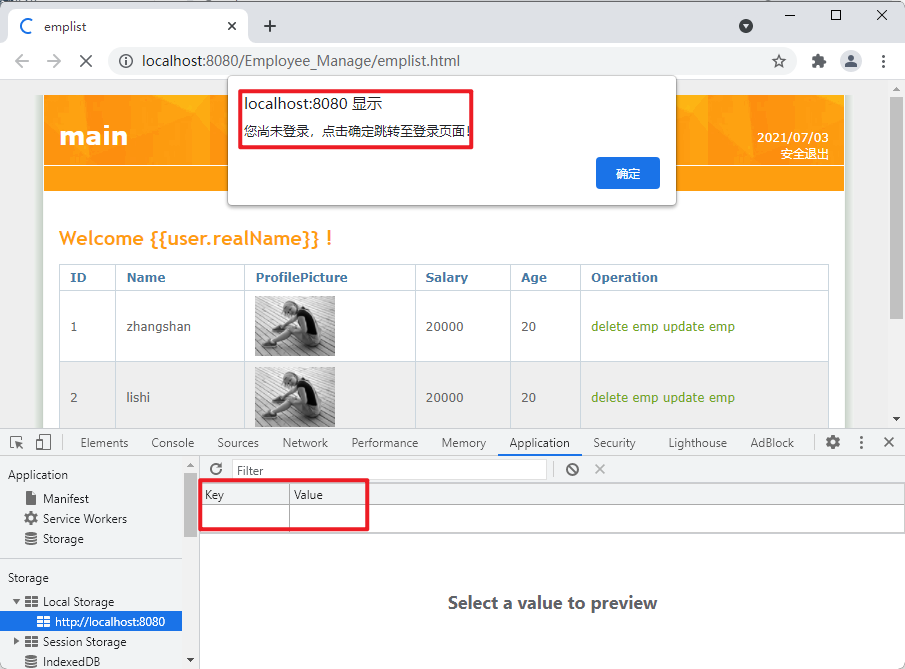 emplist
localhost:8080/Employee_Manage/emplist.html
localhost:8080 显示
您尚未登录，点击确定跳转至登录页面!
确定
main
2021/07/03
安全退出
Welcome {{user.realName}} !
ID Name ProfilePicture Salary Age Operation
1 zhangshan 20000 20 delete emp update emp
2 lishi 20000 20 delete emp update emp
Elements Console Sources Network Performance Memory Application Security Lighthouse AdBlock
Application
Manifest
Service Workers
Storage
Storage
Local Storage
http://localhost:8080
Session Storage
IndexedDB
Filter
Key Value
Select a value to preview